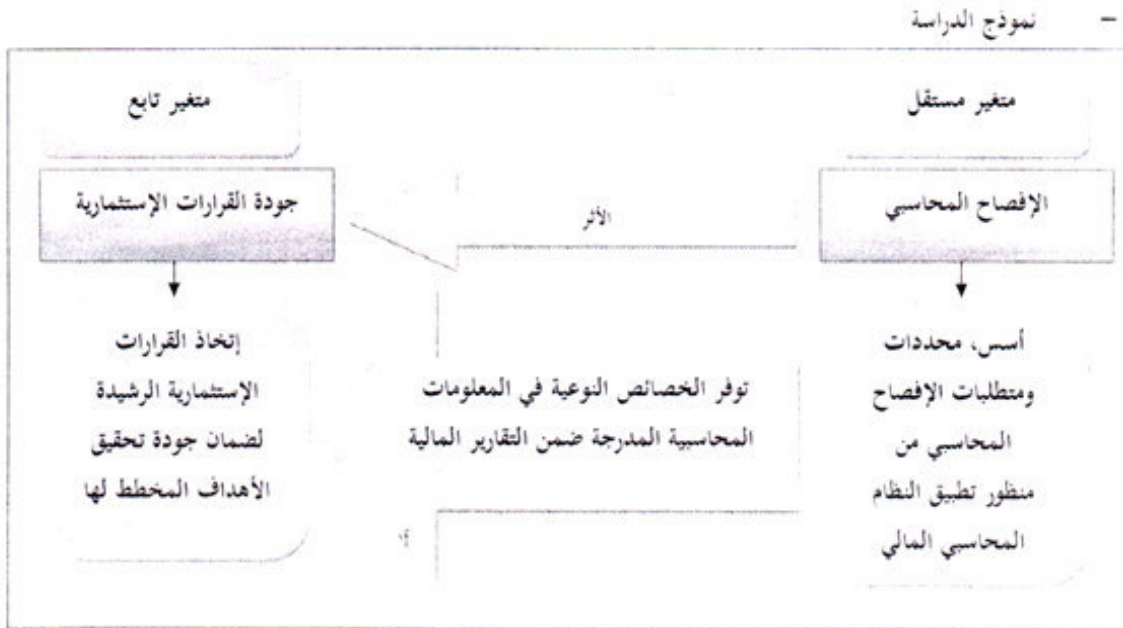 – نموذج الدراسة
متغير مستقل
متغير تابع
الإفصاح المحاسبي
الأثر
جودة القرارات الإستثمارية
أسس، محددات
ومتطلبات الإفصاح
المحاسبي من
منظور تطبيق النظام
المحاسبي المالي
توفر الخصائص النوعية في المعلومات
المحاسبية المدرجة ضمن التقارير المالية
إتخاذ القرارات
الإستثمارية الرشيدة
لضمان جودة تحقيق
الأهداف المخطط لها